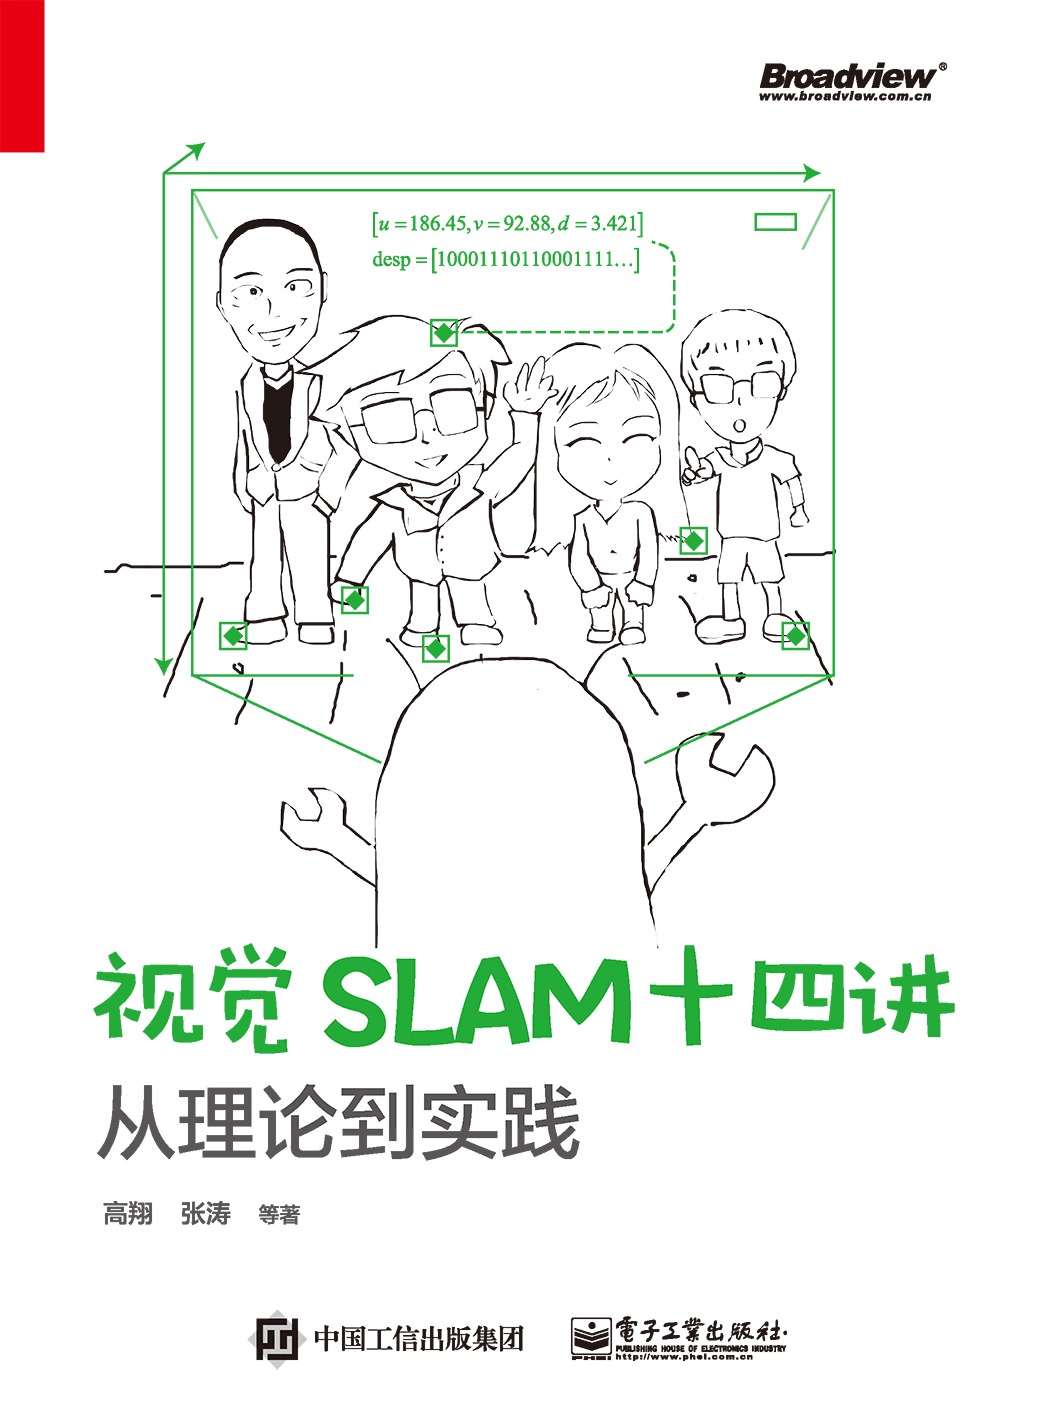 Broadview®
www.broadview.com.cn
[u = 186.45, v = 92.88, d = 3.421]
desp = [10001110110001111…]
视觉 SLAM 十四讲
从理论到实践
高翔 张涛 等著
中国工信出版集团
電子工業出版社·
PUBLISHING HOUSE OF ELECTRONICS INDUSTRY
PHEI http://www.phei.com.cn